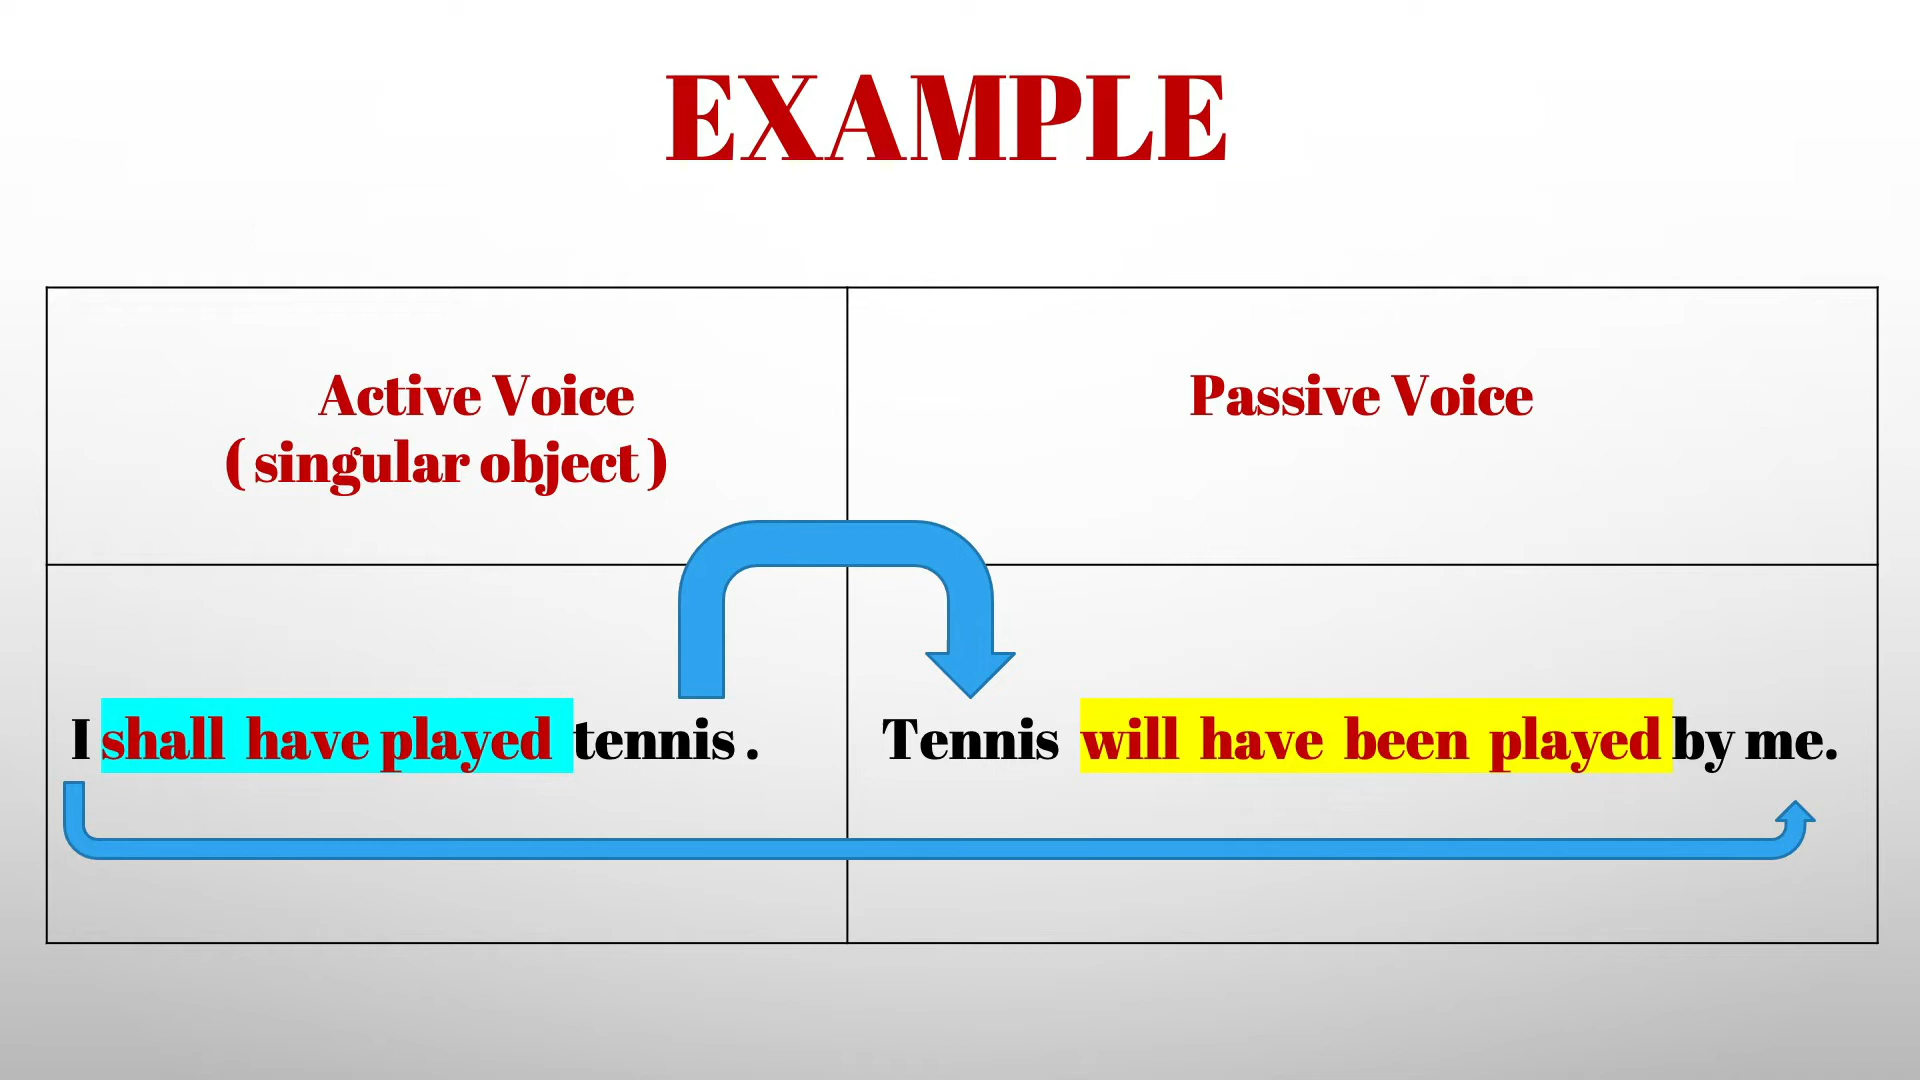 EXAMPLE
Active Voice
( singular object )
Passive Voice
I shall have played tennis .
Tennis will have been played by me.